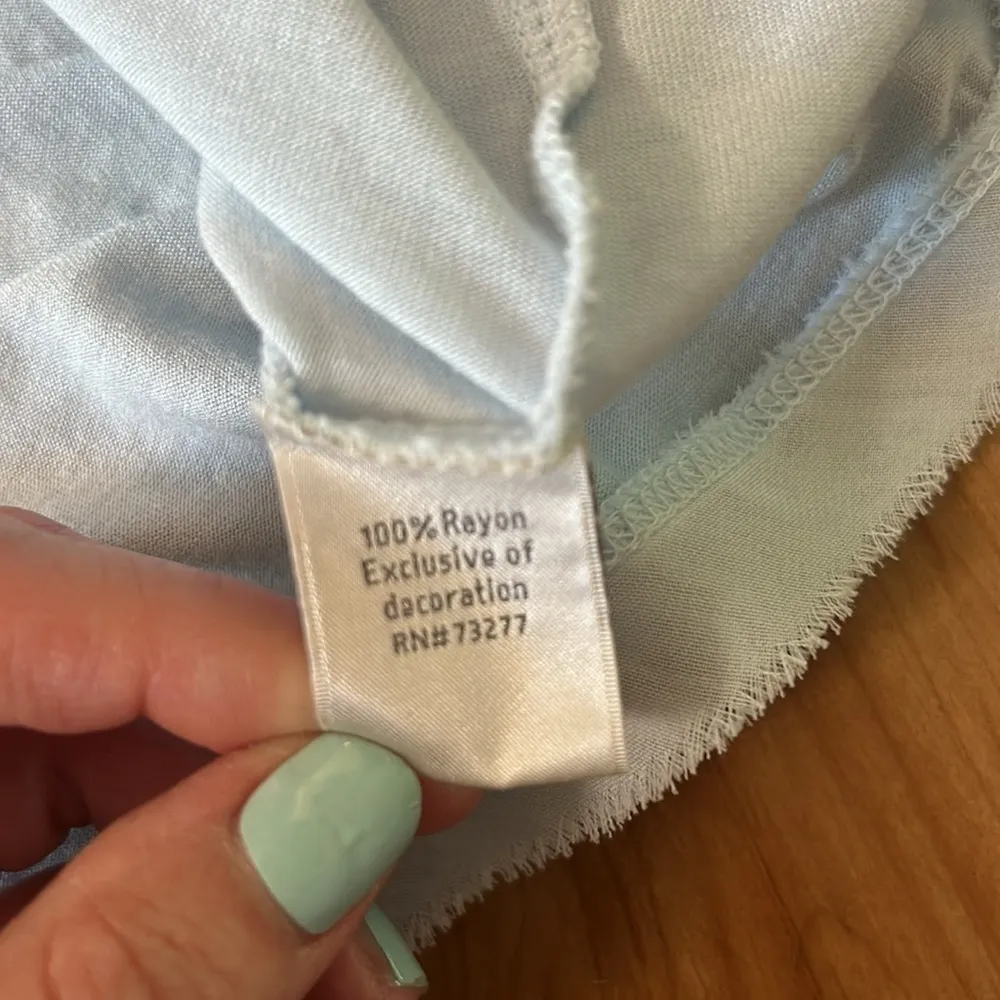 100% Rayon
Exclusive of
decoration
RN#73277